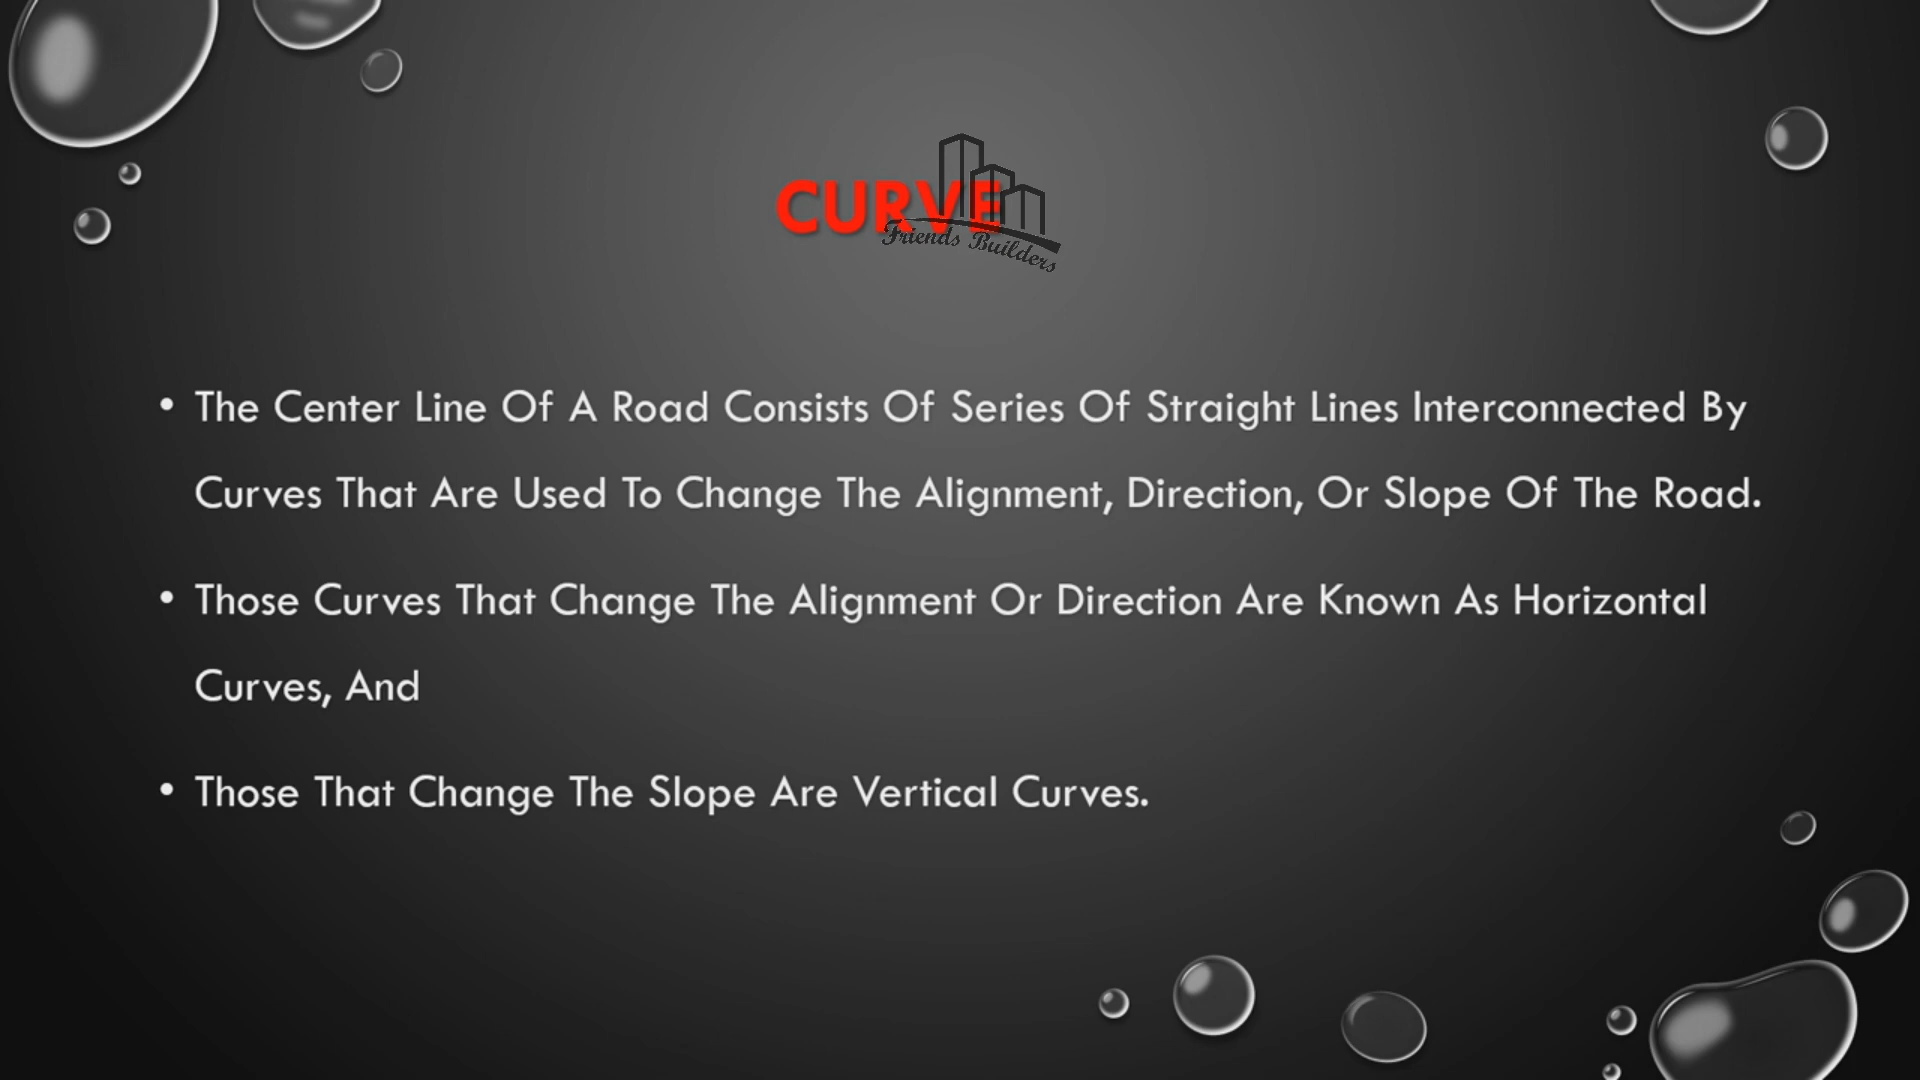 CURVE
Friends Builders
• The Center Line Of A Road Consists Of Series Of Straight Lines Interconnected By
Curves That Are Used To Change The Alignment, Direction, Or Slope Of The Road.
• Those Curves That Change The Alignment Or Direction Are Known As Horizontal
Curves, And
• Those That Change The Slope Are Vertical Curves.